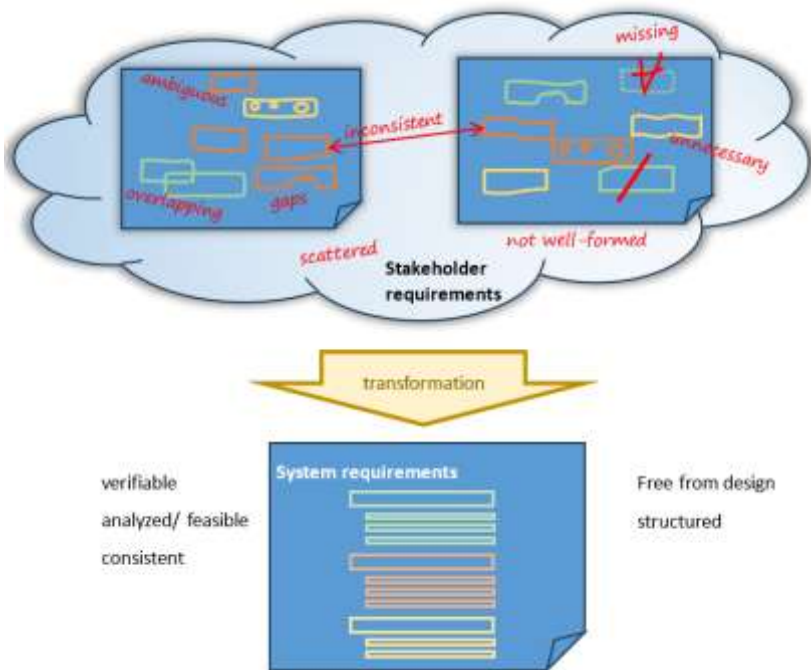 missing
ambiguous
inconsistent
unnecessary
overlapping
gaps
scattered
not well-formed
Stakeholder
requirements
transformation
System requirements
verifiable
analyzed/ feasible
consistent
Free from design
structured